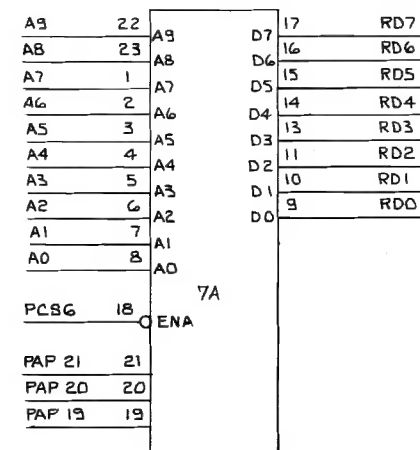 A9 22 A9 D7 17 RD7
A8 23 A8 D6 16 RD6
A7 1 A7 D5 15 RD5
A6 2 A6 D4 14 RD4
A5 3 A5 D3 13 RD3
A4 4 A4 D2 11 RD2
A3 5 A3 D1 10 RD1
A2 6 A2 D0 9 RD0
A1 7 A1
A0 8 A0
7A
PCS6 18 ENA
PAP 21 21
PAP 20 20
PAP 19 19